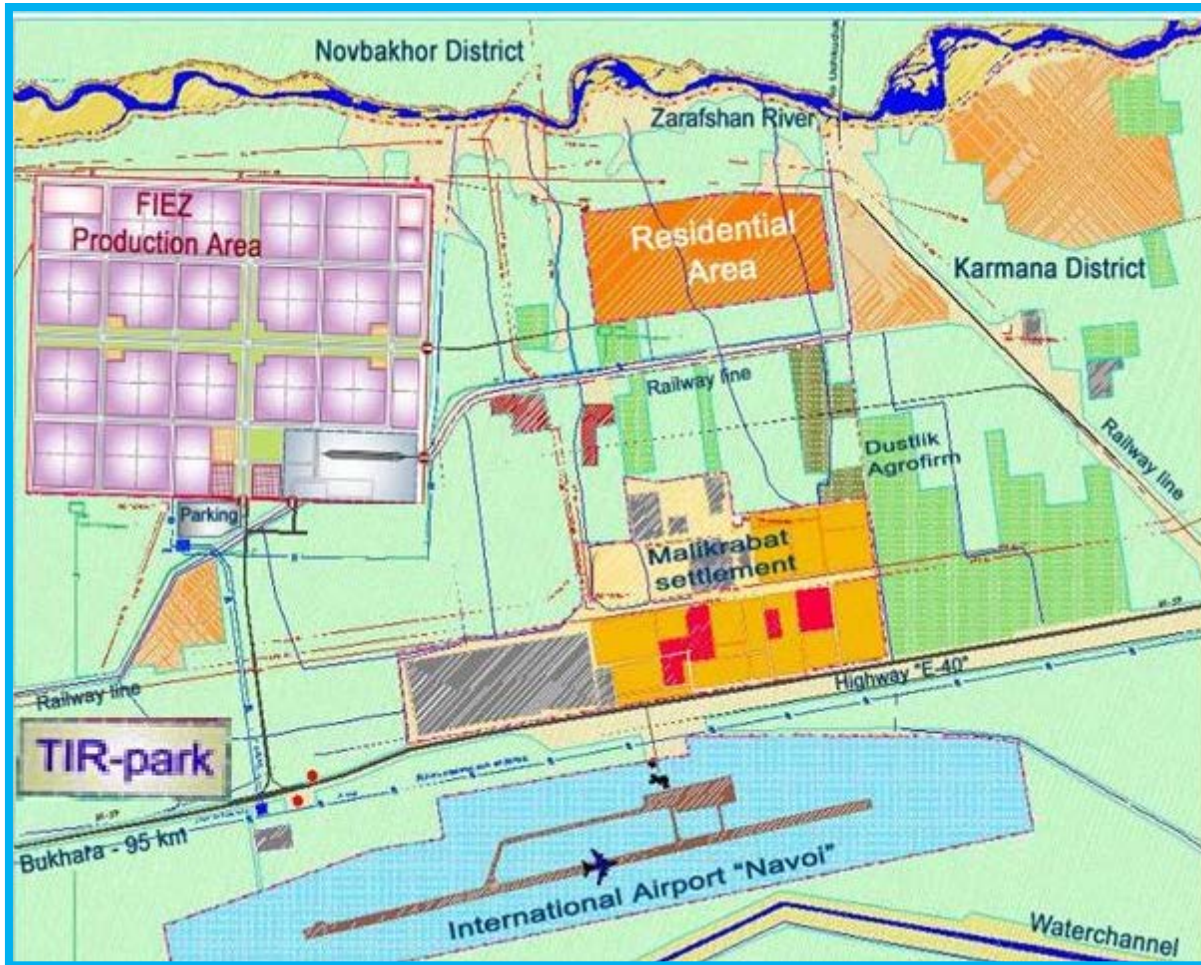 Novbakhor District
Zarafshan River
FIEZ
Production Area
Residential
Area
Karmana District
Railway line
Railway line
Dustlik
Agrofirm
Parking
Malikrabat
settlement
Railway line
Highway "E-40"
TIR-park
Bukhara - 95 km
International Airport "Navoi"
Waterchannel